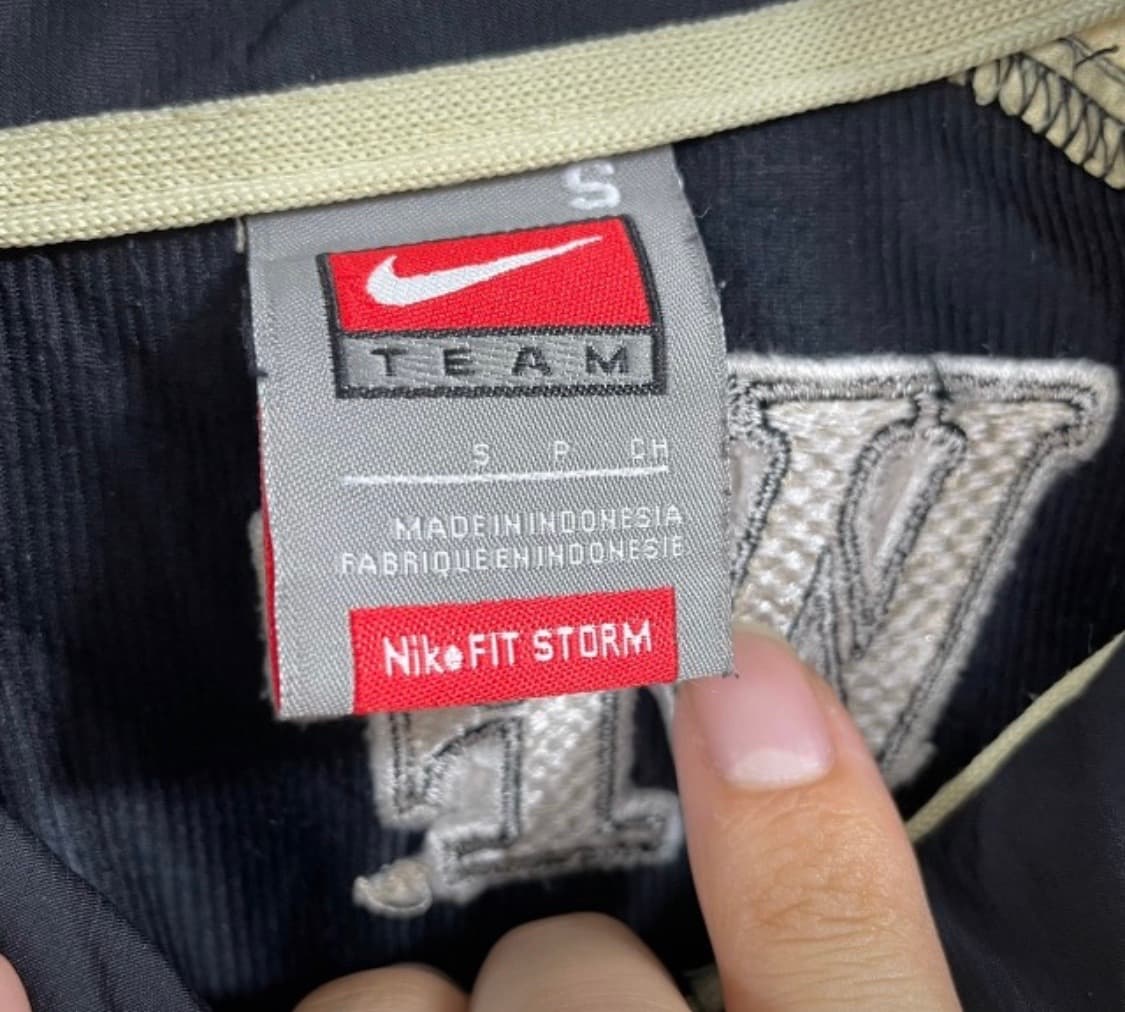 S
TEAM
S P CH
MADE IN INDONESIA
FABRIQUE EN INDONESIE
Nike FIT STORM